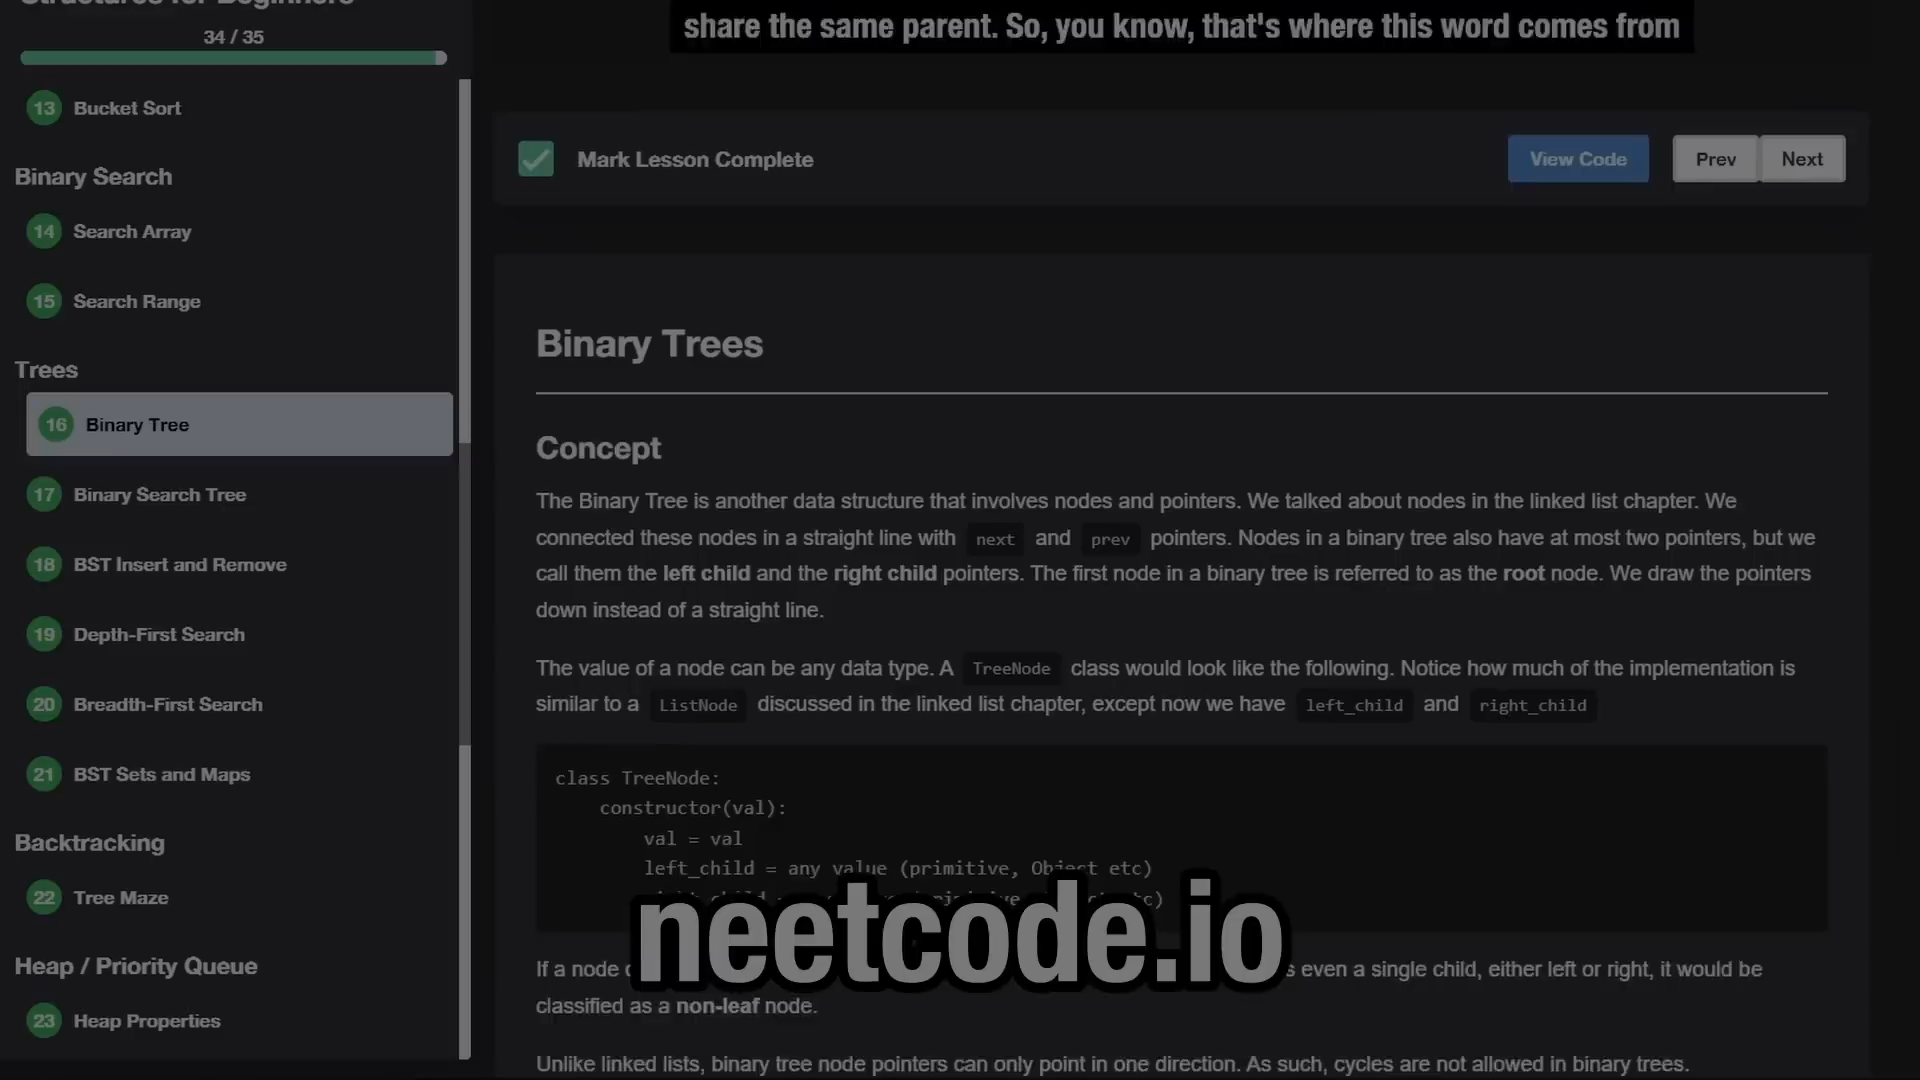 Structures for Beginners
34 / 35
13 Bucket Sort
Binary Search
14 Search Array
15 Search Range
Trees
16 Binary Tree
17 Binary Search Tree
18 BST Insert and Remove
19 Depth-First Search
20 Breadth-First Search
21 BST Sets and Maps
Backtracking
22 Tree Maze
Heap / Priority Queue
23 Heap Properties
share the same parent. So, you know, that's where this word comes from
Mark Lesson Complete
View Code
Prev
Next
Binary Trees
Concept
The Binary Tree is another data structure that involves nodes and pointers. We talked about nodes in the linked list chapter. We
connected these nodes in a straight line with next and prev pointers. Nodes in a binary tree also have at most two pointers, but we
call them the left child and the right child pointers. The first node in a binary tree is referred to as the root node. We draw the pointers
down instead of a straight line.
The value of a node can be any data type. A TreeNode class would look like the following. Notice how much of the implementation is
similar to a ListNode discussed in the linked list chapter, except now we have left_child and right_child
class TreeNode:
constructor(val):
val = val
left_child = any value (primitive, Object etc)
neetcode.io
If a node
even a single child, either left or right, it would be
classified as a non-leaf node.
Unlike linked lists, binary tree node pointers can only point in one direction. As such, cycles are not allowed in binary trees.